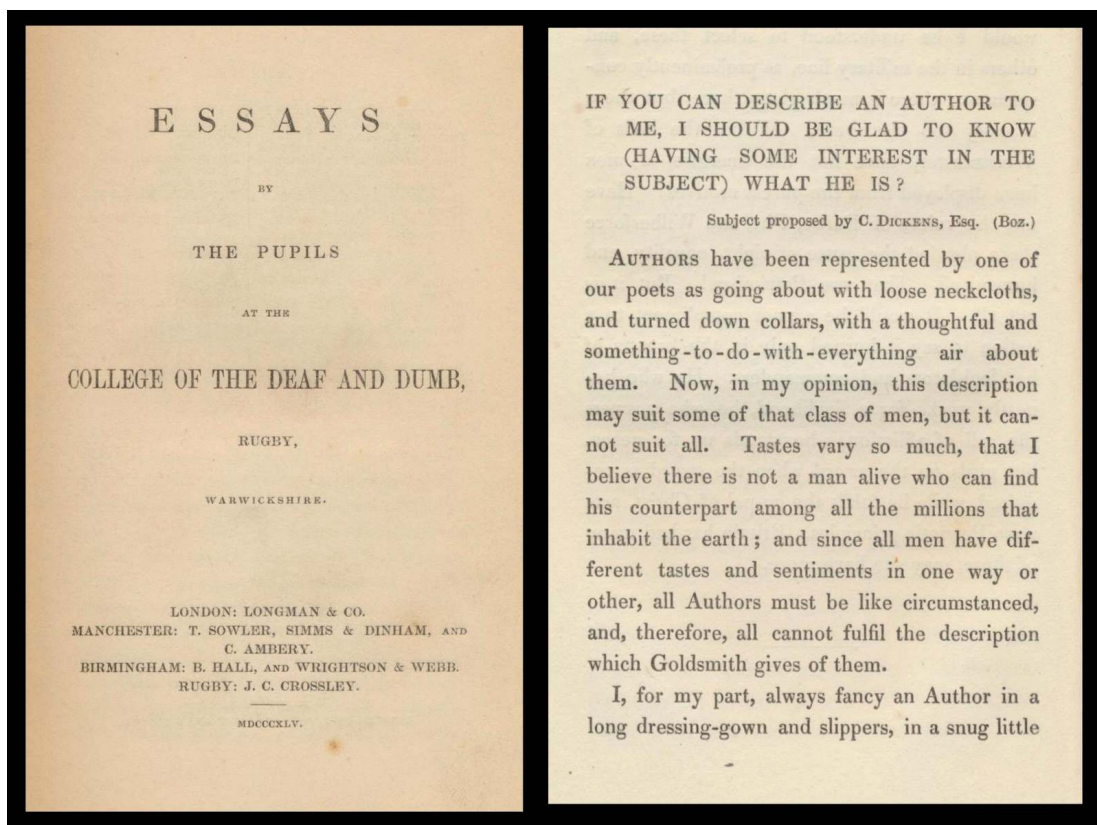 ESSAYS
BY
THE PUPILS
AT THE
COLLEGE OF THE DEAF AND DUMB,
RUGBY,
WARWICKSHIRE.
LONDON: LONGMAN & CO.
MANCHESTER: T. SOWLER, SIMMS & DINHAM, AND
C. AMBERY.
BIRMINGHAM: B. HALL, AND WRIGHTSON & WEBB.
RUGBY: J. C. CROSSLEY.
MDCCCXLV.
IF YOU CAN DESCRIBE AN AUTHOR TO
ME, I SHOULD BE GLAD TO KNOW
(HAVING SOME INTEREST IN THE
SUBJECT) WHAT HE IS?
Subject proposed by C. DICKENS, Esq. (Boz.)
AUTHORS have been represented by one of
our poets as going about with loose neckcloths,
and turned down collars, with a thoughtful and
something-to-do-with-everything air about
them. Now, in my opinion, this description
may suit some of that class of men, but it can-
not suit all. Tastes vary so much, that I
believe there is not a man alive who can find
his counterpart among all the millions that
inhabit the earth; and since all men have dif-
ferent tastes and sentiments in one way or
other, all Authors must be like circumstanced,
and, therefore, all cannot fulfil the description
which Goldsmith gives of them.
I, for my part, always fancy an Author in a
long dressing-gown and slippers, in a snug little